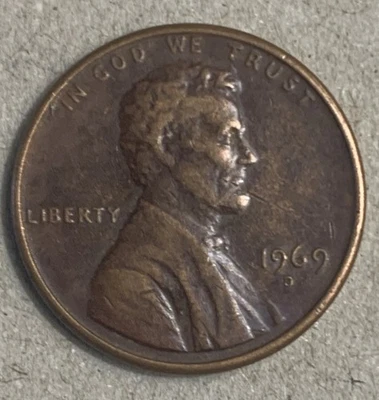 IN GOD WE TRUST
LIBERTY
1969
D